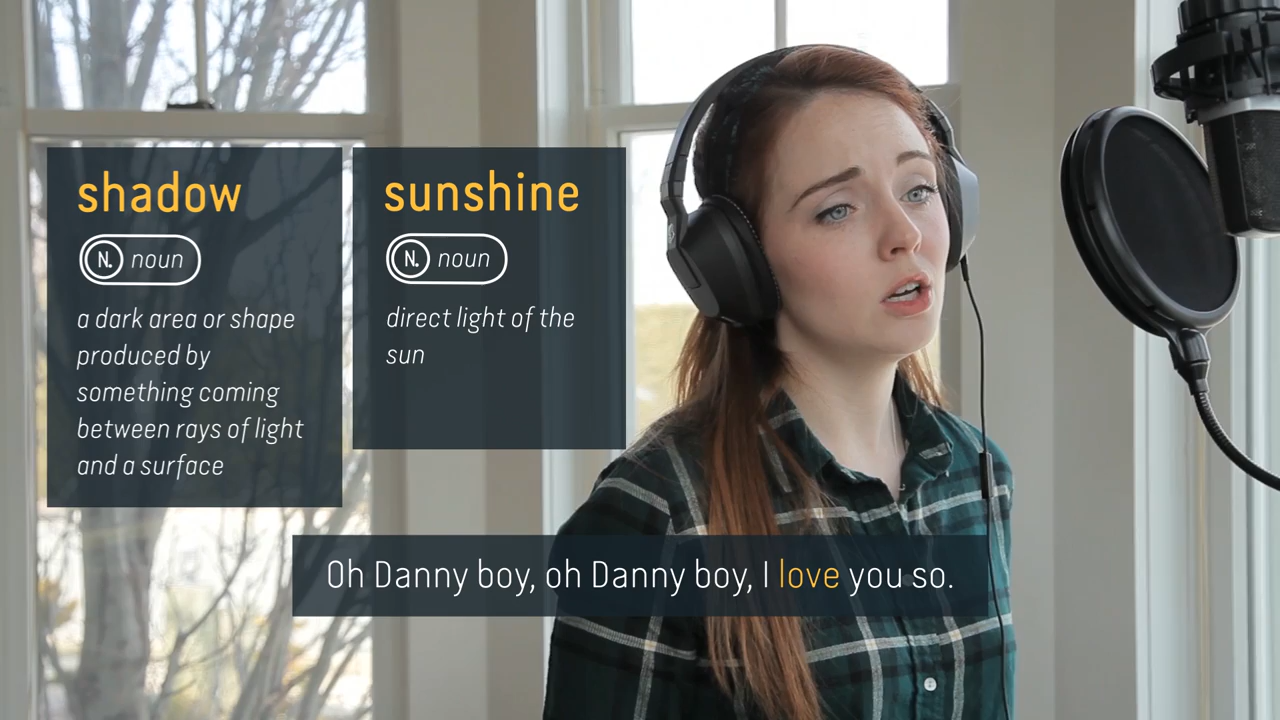 shadow
N. noun
a dark area or shape
produced by
something coming
between rays of light
and a surface
sunshine
N. noun
direct light of the
sun
Oh Danny boy, oh Danny boy, I love you so.